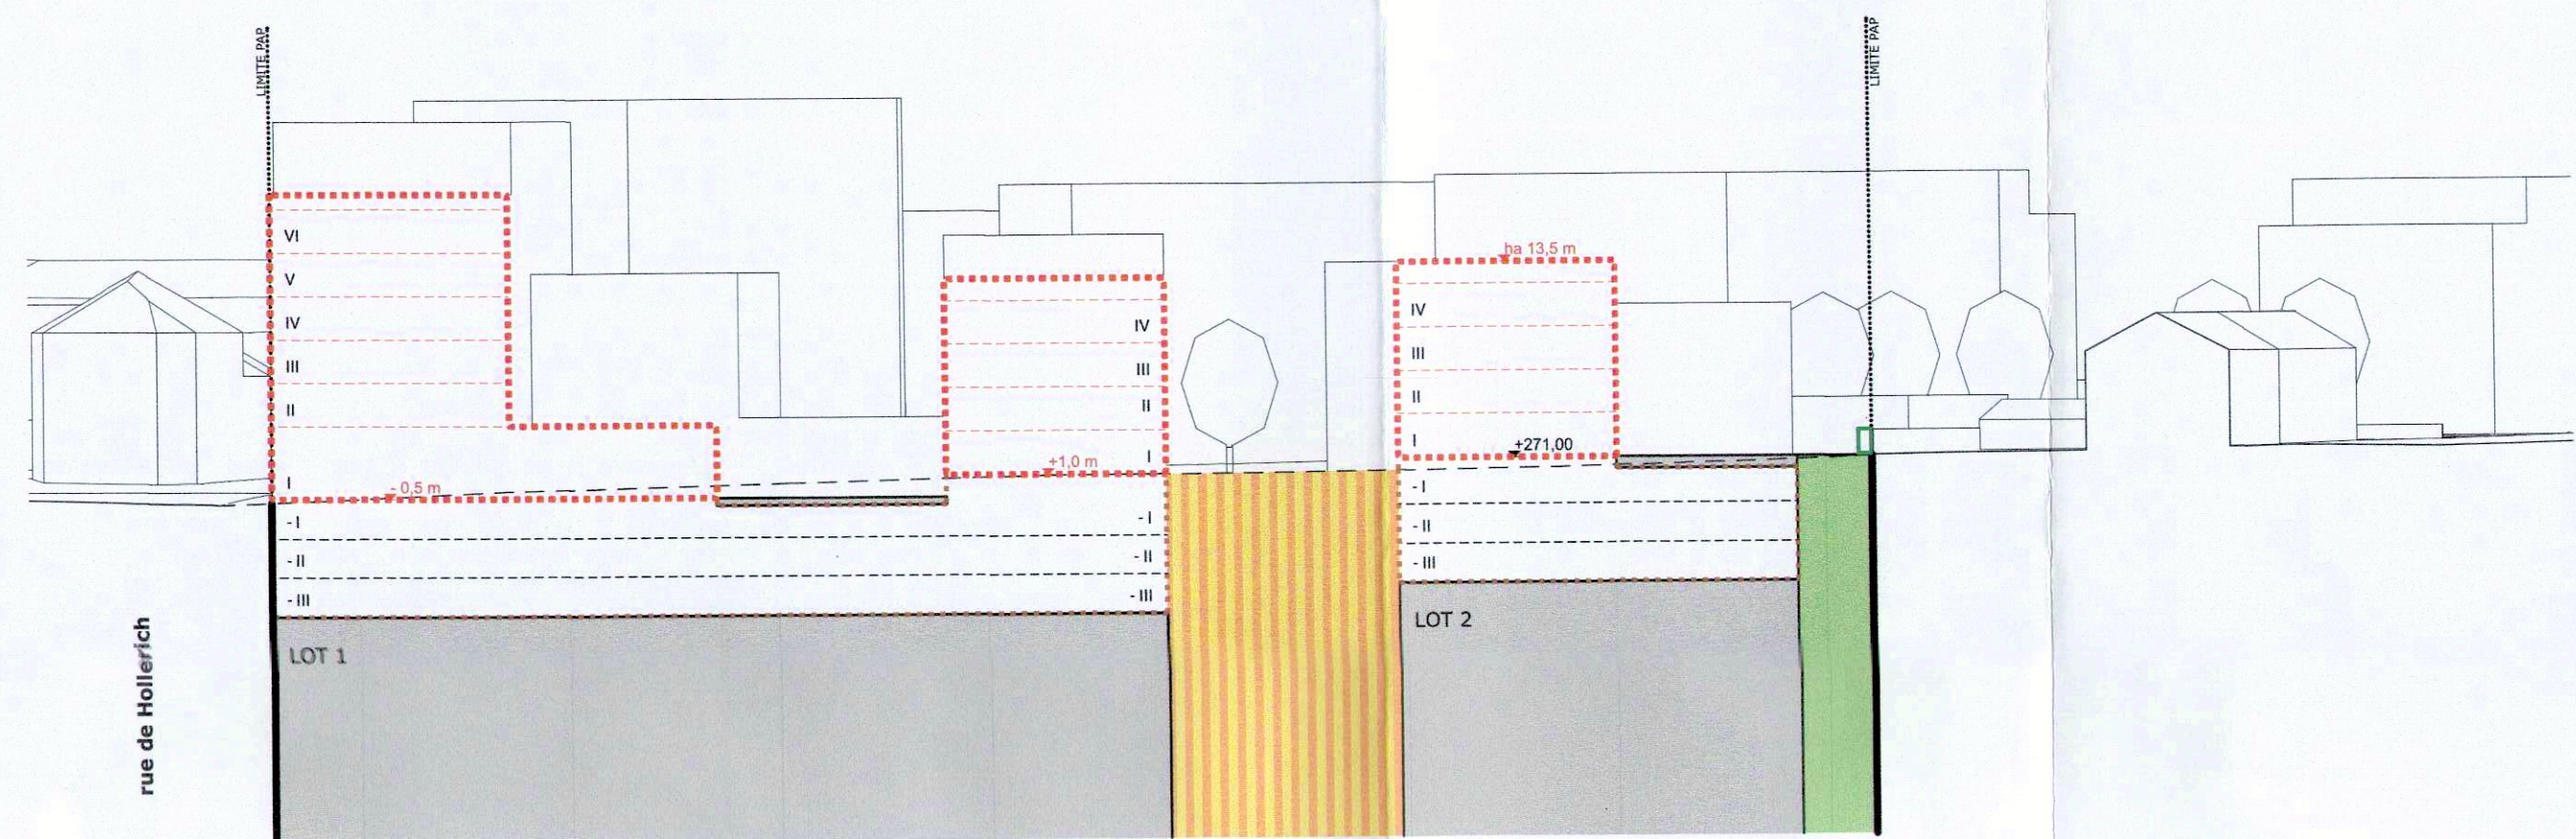 LIMITE PAP
LIMITE PAP
VI
V
IV
III
II
I
- 0,5 m
- I
- II
- III
LOT 1
rue de Hollerich
IV
III
II
I
+1,0 m
- I
- II
- III
ha 13,5 m
IV
III
II
I
+271,00
- I
- II
- III
LOT 2